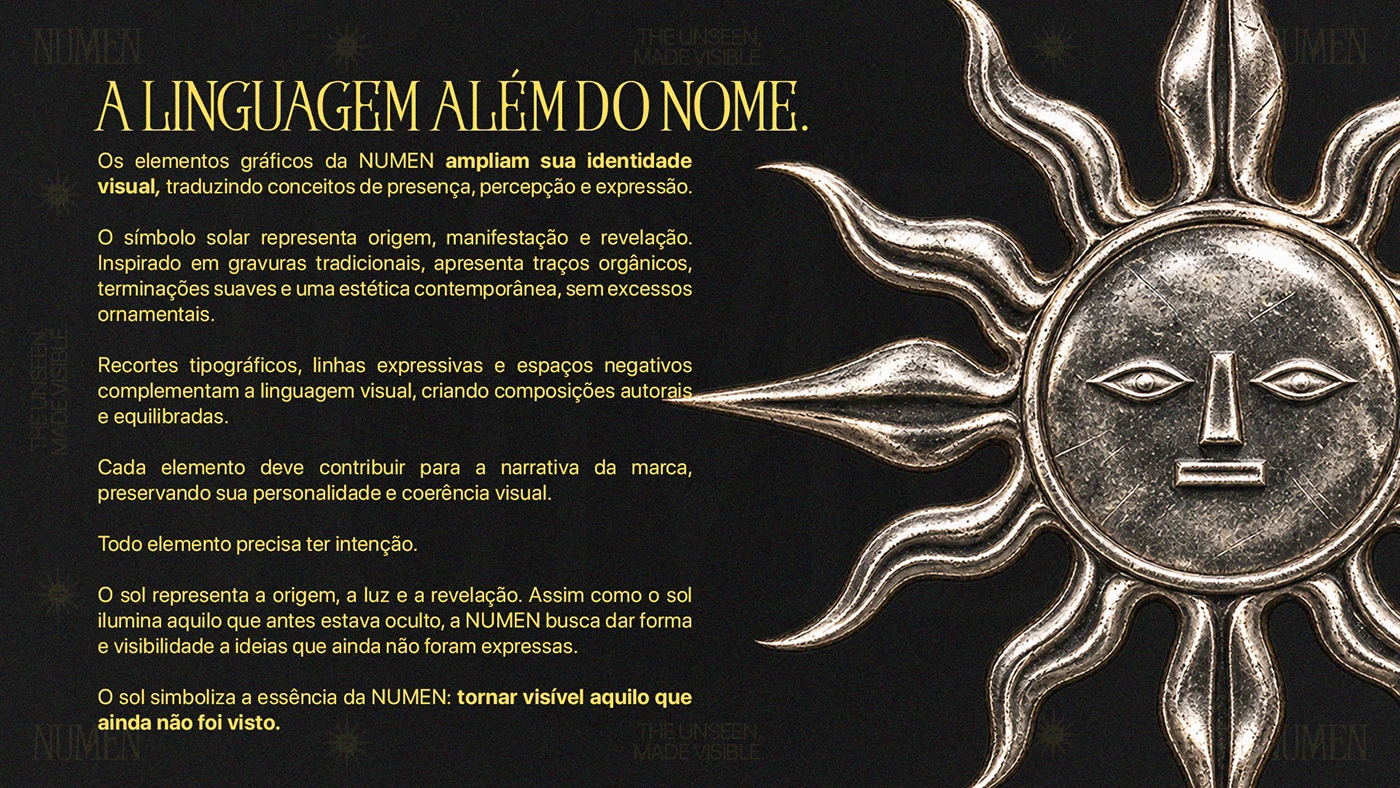 NUMEN
THE UNSEEN,
MADE VISIBLE.
NUMEN
A LINGUAGEM ALÉM DO NOME.
Os elementos gráficos da NUMEN ampliam sua identidade
visual, traduzindo conceitos de presença, percepção e expressão.
O símbolo solar representa origem, manifestação e revelação.
Inspirado em gravuras tradicionais, apresenta traços orgânicos,
terminações suaves e uma estética contemporânea, sem excessos
ornamentais.
THE UNSEEN,
MADE VISIBLE.
Recortes tipográficos, linhas expressivas e espaços negativos
complementam a linguagem visual, criando composições autorais
e equilibradas.
Cada elemento deve contribuir para a narrativa da marca,
preservando sua personalidade e coerência visual.
Todo elemento precisa ter intenção.
O sol representa a origem, a luz e a revelação. Assim como o sol
ilumina aquilo que antes estava oculto, a NUMEN busca dar forma
e visibilidade a ideias que ainda não foram expressas.
O sol simboliza a essência da NUMEN: tornar visível aquilo que
ainda não foi visto.
NUMEN
THE UNSEEN,
MADE VISIBLE.
NUMEN